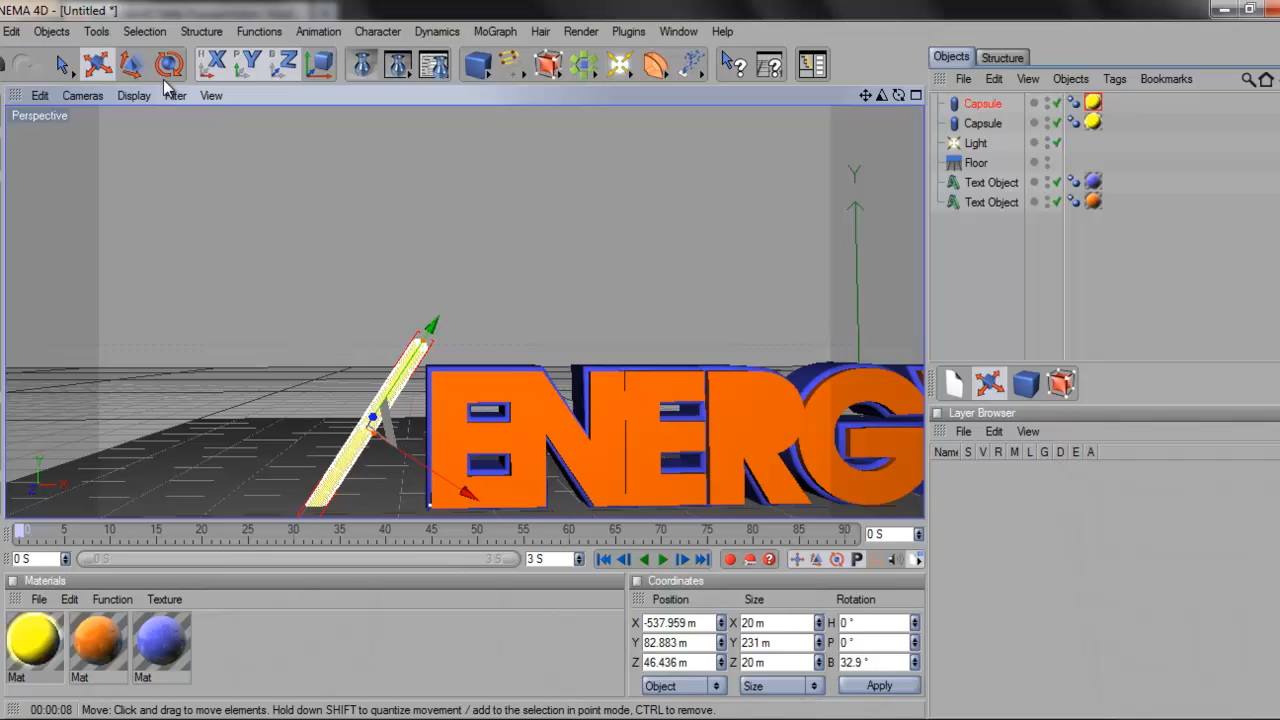 NEMA 4D - [Untitled *]
Edit Objects Tools Selection Structure Functions Animation Character Dynamics MoGraph Hair Render Plugins Window Help
X Y Z
Edit Cameras Display View
Perspective
Y
ENERG
Y
Z X
Objects Structure
File Edit View Objects Tags Bookmarks
Capsule
Capsule
Light
Floor
Text Object
Text Object
Layer Browser
File Edit View
Name S V R M L G D E A
0 5 10 15 20 25 30 35 40 45 50 55 60 65 70 75 80 85 90 0 S
0 S 0 S 3 S 3 S P
Materials
File Edit Function Texture
Mat Mat Mat
Coordinates
Position Size Rotation
X -537.959 m X 20 m H 0 °
Y 82.883 m Y 231 m P 0 °
Z 46.436 m Z 20 m B 32.9 °
Object Size Apply
00:00:08 Move: Click and drag to move elements. Hold down SHIFT to quantize movement / add to the selection in point mode, CTRL to remove.